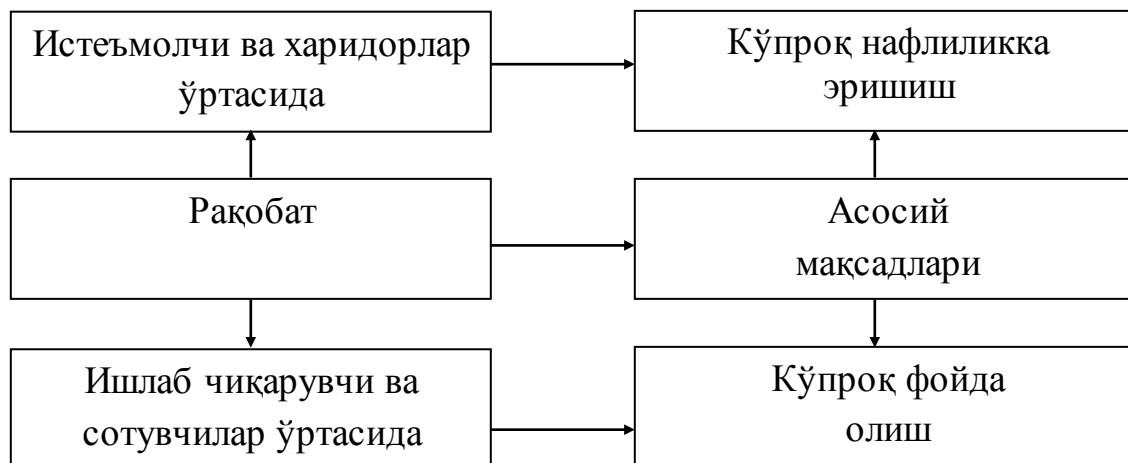 Истеъмолчи ва харидорлар
ўртасида
Кўпроқ нафлиликка
эришиш
Рақобат
Асосий
мақсадлари
Ишлаб чиқарувчи ва
сотувчилар ўртасида
Кўпроқ фойда
олиш